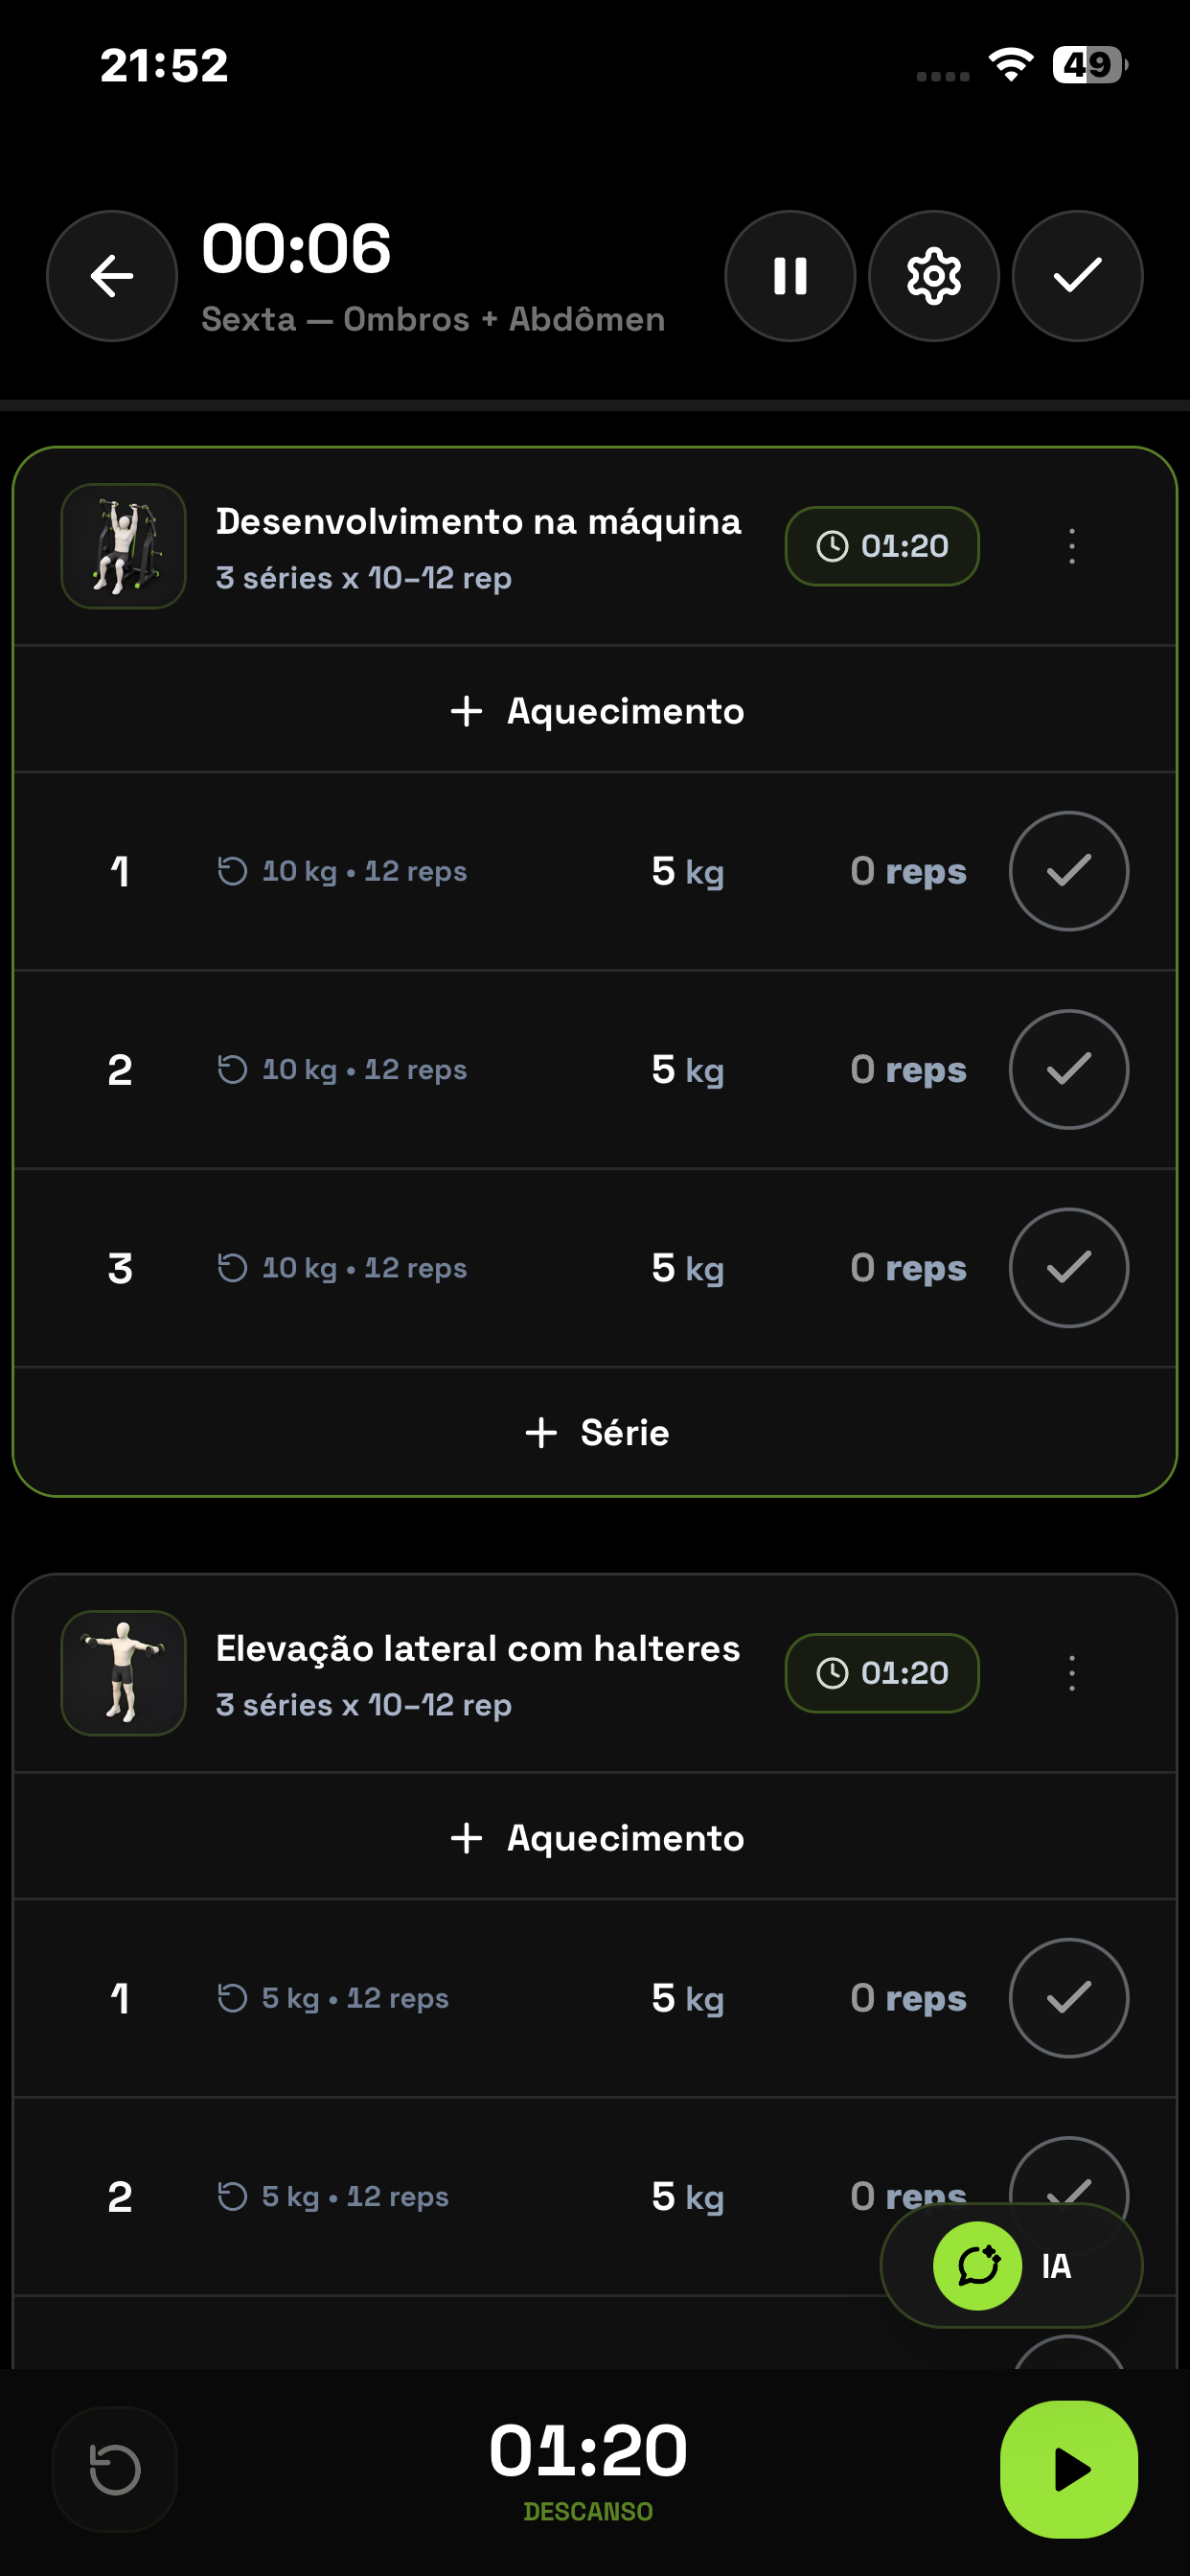 21:52
49
00:06
Sexta — Ombros + Abdômen
Desenvolvimento na máquina
3 séries x 10–12 rep
01:20
+ Aquecimento
1 10 kg • 12 reps 5 kg 0 reps
2 10 kg • 12 reps 5 kg 0 reps
3 10 kg • 12 reps 5 kg 0 reps
+ Série
Elevação lateral com halteres
3 séries x 10–12 rep
01:20
+ Aquecimento
1 5 kg • 12 reps 5 kg 0 reps
2 5 kg • 12 reps 5 kg 0 reps
IA
01:20
DESCANSO